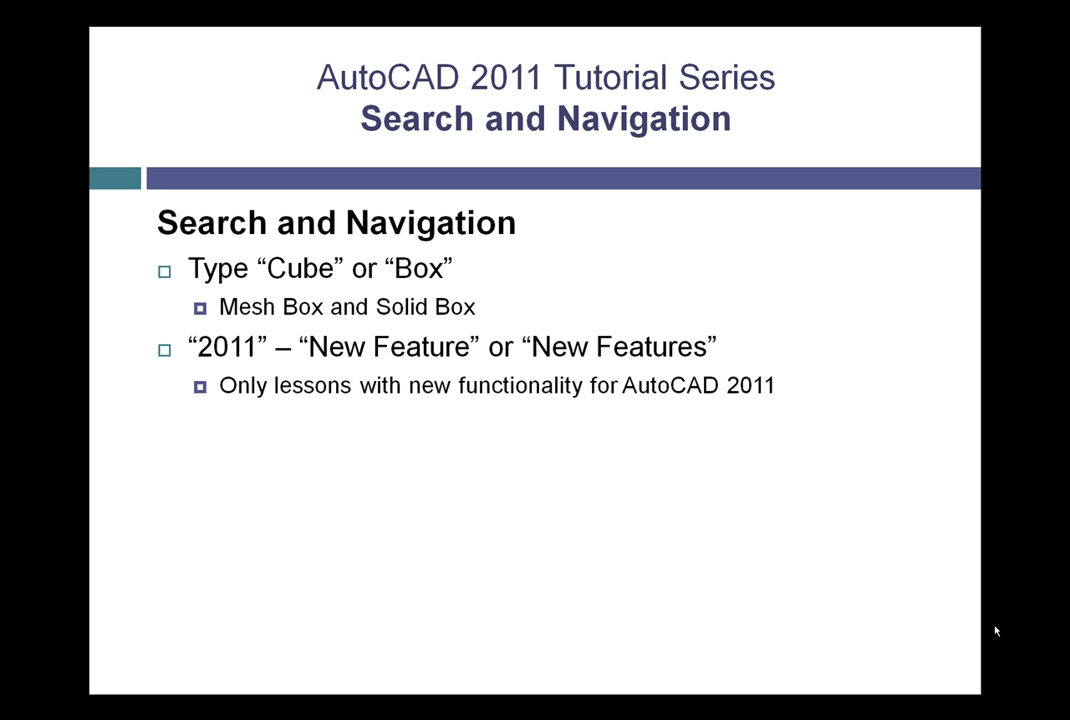 AutoCAD 2011 Tutorial Series
Search and Navigation
Search and Navigation
Type “Cube” or “Box”
Mesh Box and Solid Box
“2011” – “New Feature” or “New Features”
Only lessons with new functionality for AutoCAD 2011